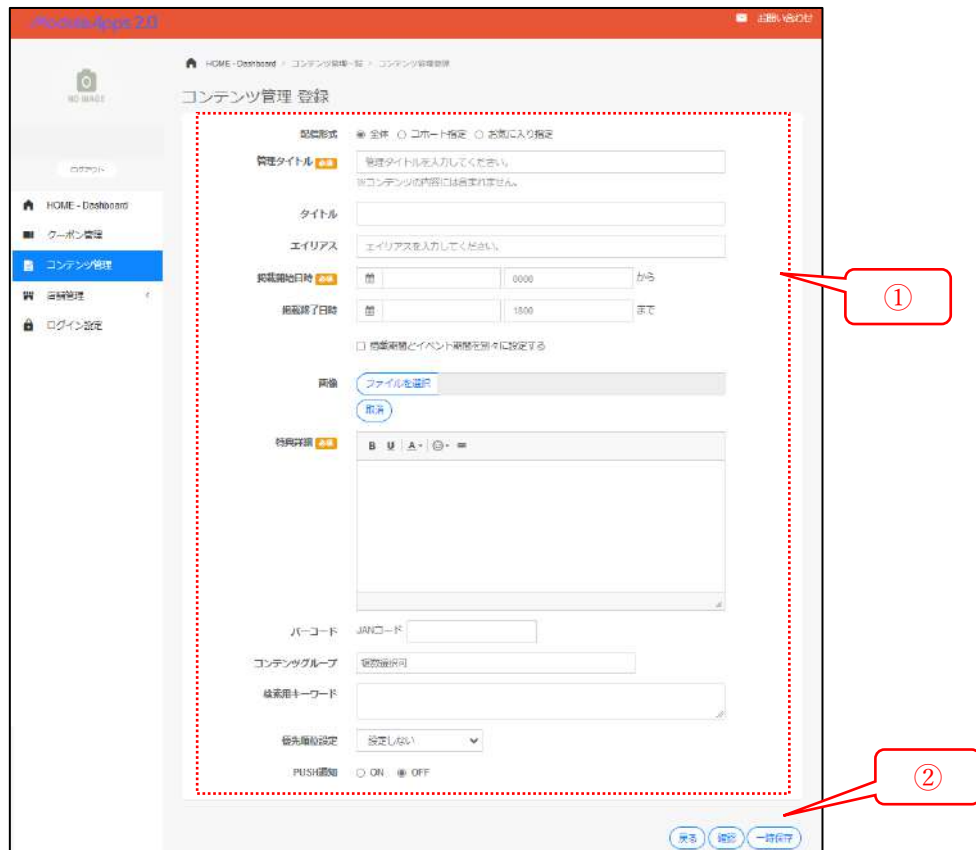 ModuleApps 2.0
お問い合わせ
NO IMAGE
HOME - Dashboard > コンテンツ管理一覧 > コンテンツ管理登録
コンテンツ管理 登録
ログアウト
HOME - Dashboard
クーポン管理
コンテンツ管理
店舗管理
ログイン設定
配信形式 全体 コホート指定 お気に入り指定
管理タイトル 必須 管理タイトルを入力してください。
※コンテンツの内容には含まれません。
タイトル
エイリアス エイリアスを入力してください。
掲載開始日時 必須 0000 から
掲載終了日時 1800 まで
掲載期間とイベント期間を別々に設定する
画像 ファイルを選択
取消
特典詳細 必須 B U A
バーコード JANコード
コンテンツグループ 複数選択可
検索用キーワード
優先順位設定 設定しない
PUSH通知 ON OFF
戻る 確認 一時保存
①
②